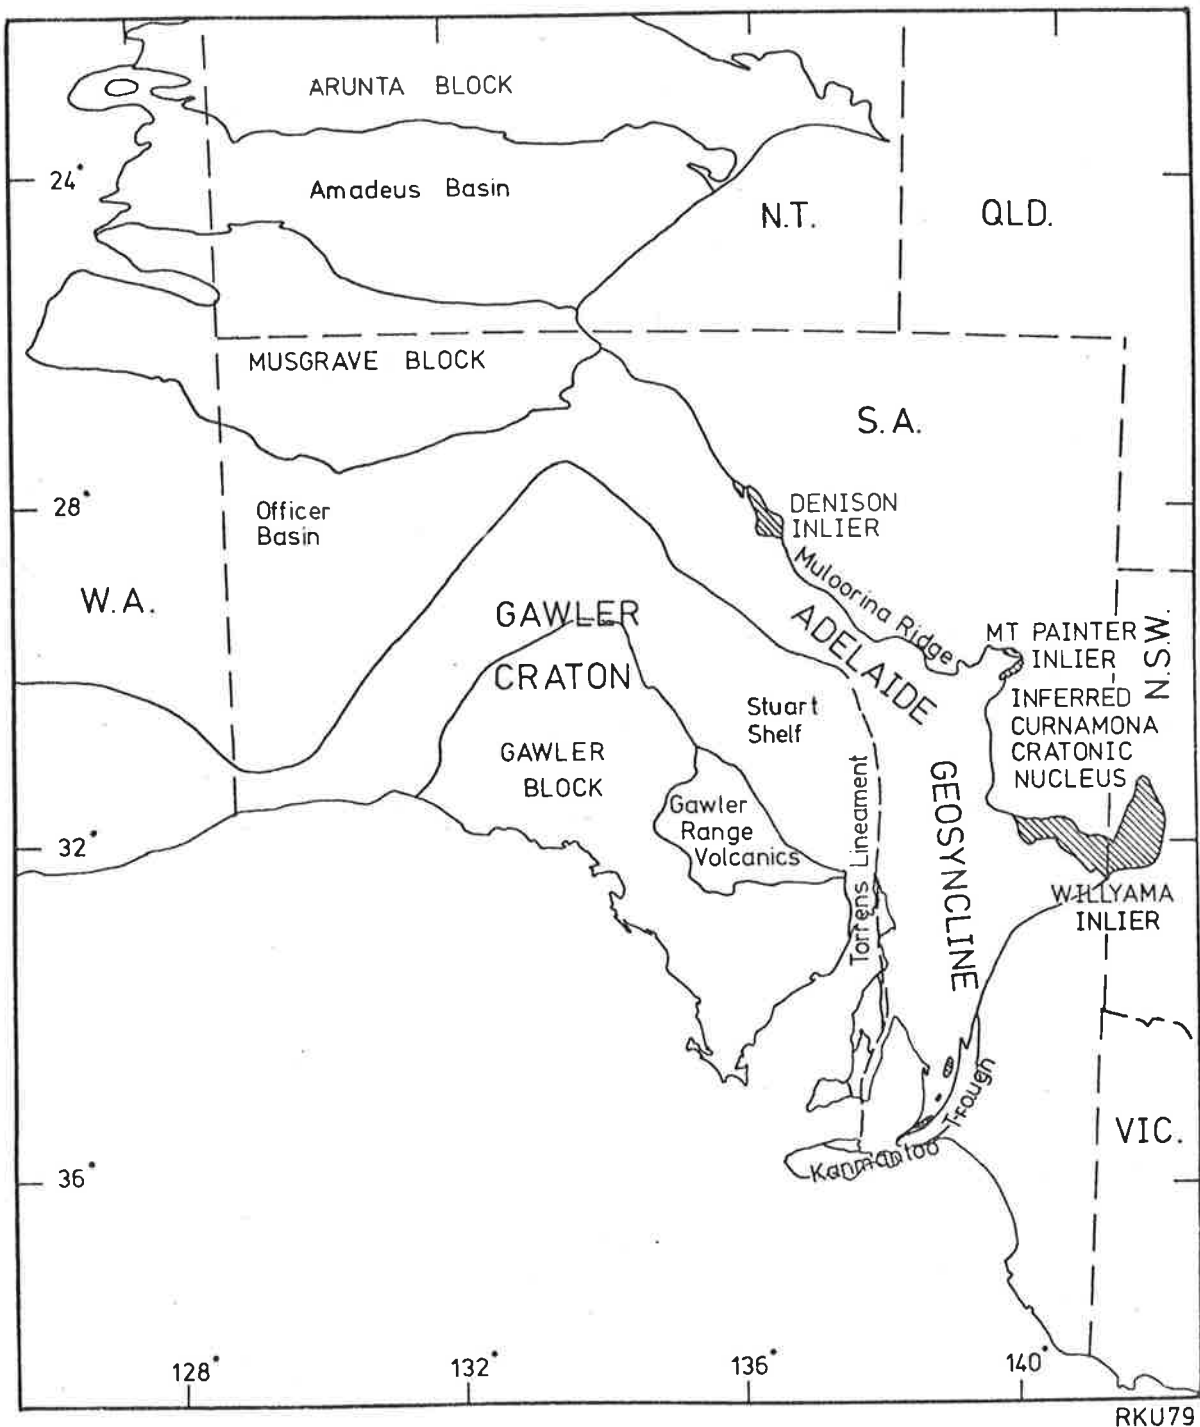 ARUNTA BLOCK
24°
Amadeus Basin
N.T.
QLD.
MUSGRAVE BLOCK
S.A.
28°
Officer
Basin
DENISON
INLIER
W.A.
Muloorina Ridge
GAWLER
CRATON
ADELAIDE
GEOSYNCLINE
MT PAINTER
INLIER
N.S.W.
INFERRED
CURNAMONA
CRATONIC
NUCLEUS
Stuart
Shelf
GAWLER
BLOCK
Gawler
Range
Volcanics
Torrens Lineament
32°
WILLYAMA
INLIER
Kanmantoo Trough
VIC.
36°
128°
132°
136°
140°
RKU79